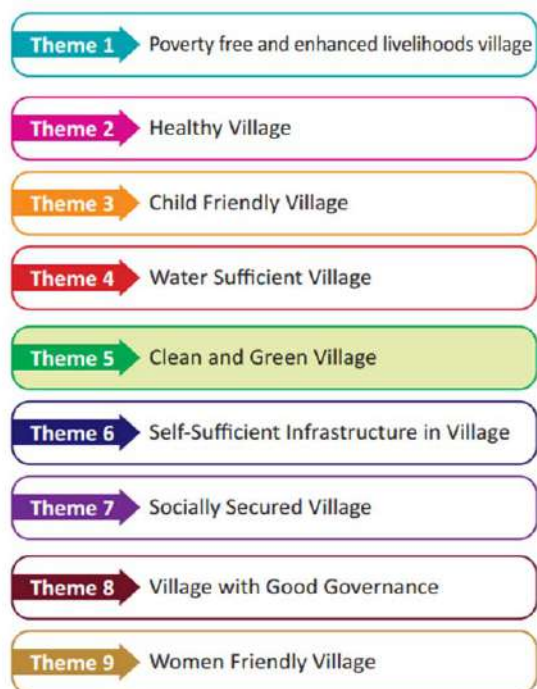 Theme 1 Poverty free and enhanced livelihoods village
Theme 2 Healthy Village
Theme 3 Child Friendly Village
Theme 4 Water Sufficient Village
Theme 5 Clean and Green Village
Theme 6 Self-Sufficient Infrastructure in Village
Theme 7 Socially Secured Village
Theme 8 Village with Good Governance
Theme 9 Women Friendly Village